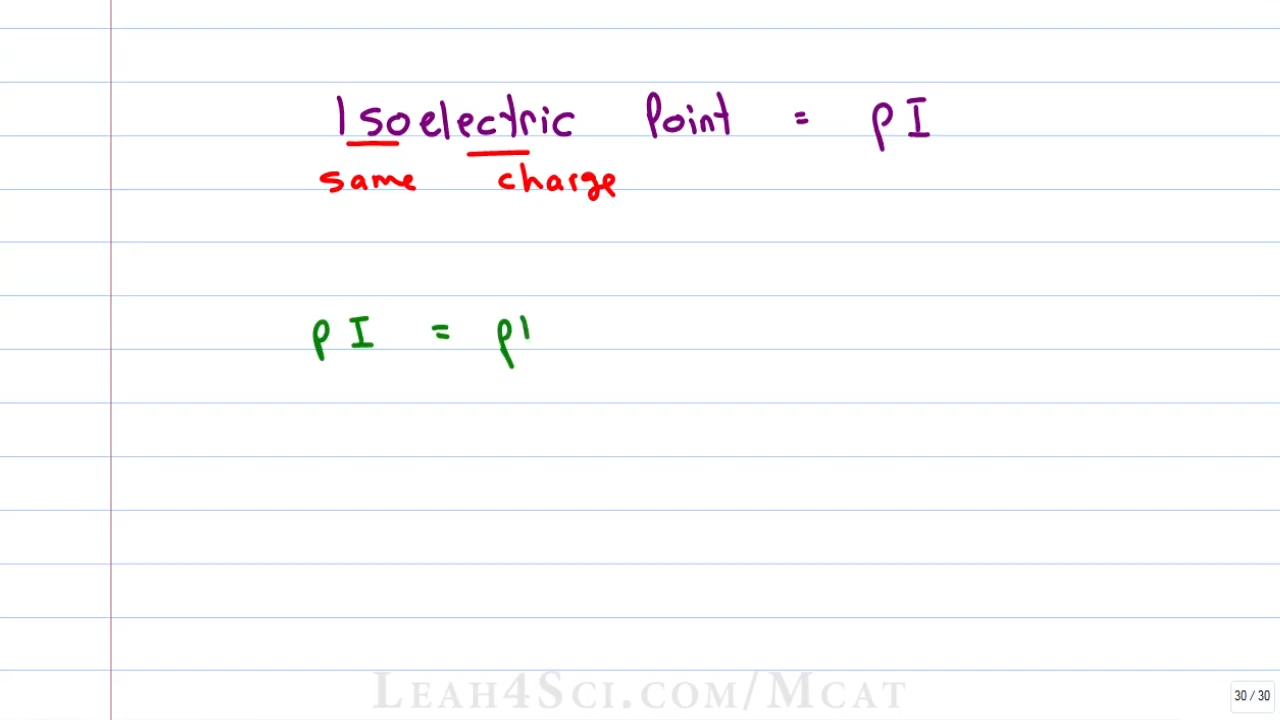 Isoelectric Point = pI
same charge
pI = p
LEAH4SCI.COM/MCAT
30 / 30